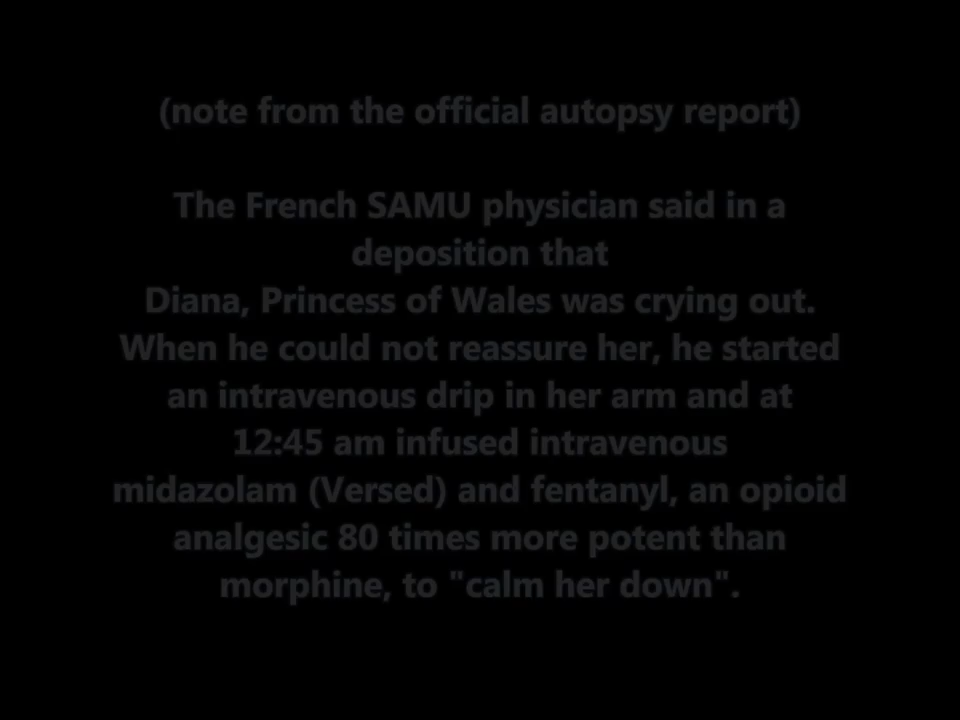 (note from the official autopsy report)
The French SAMU physician said in a
deposition that
Diana, Princess of Wales was crying out.
When he could not reassure her, he started
an intravenous drip in her arm and at
12:45 am infused intravenous
midazolam (Versed) and fentanyl, an opioid
analgesic 80 times more potent than
morphine, to "calm her down".